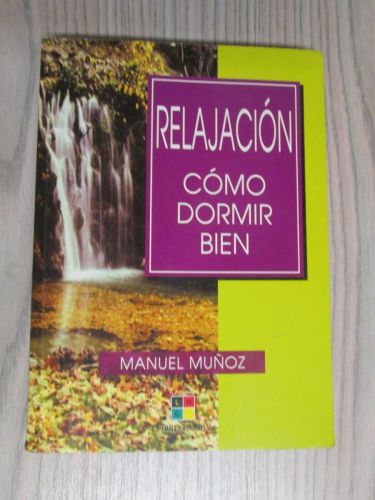 RELAJACIÓN
CÓMO
DORMIR
BIEN
MANUEL MUÑOZ
L H
C